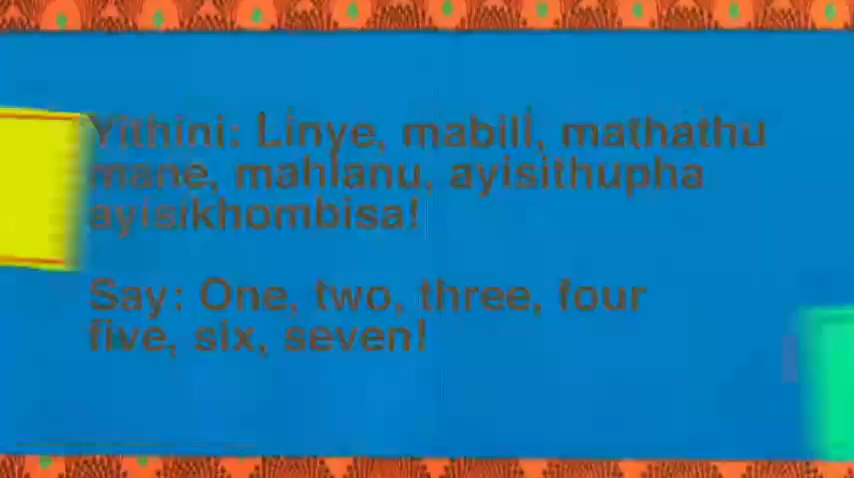 Yithini: Linye, mabili, mathathu
mane, mahlanu, ayisithupha
ayisikhombisa!
Say: One, two, three, four
five, six, seven!